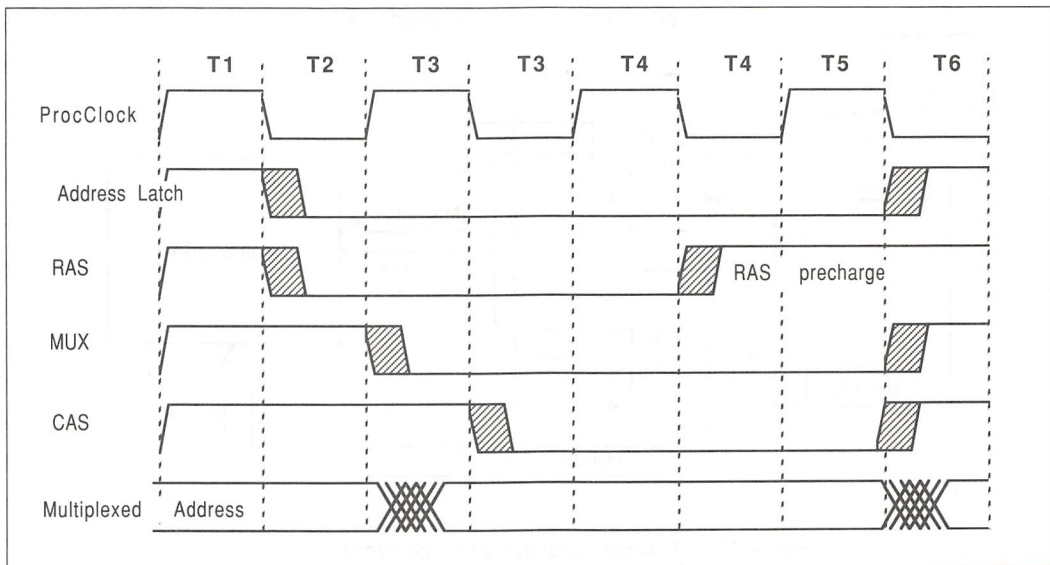 T1 T2 T3 T3 T4 T4 T5 T6
ProcClock
Address Latch
RAS
RAS precharge
MUX
CAS
Multiplexed Address